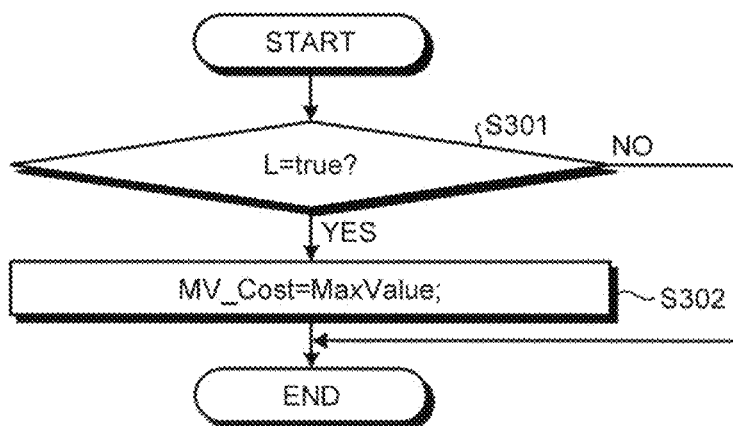 START
S301
L=true?
NO
YES
MV_Cost=MaxValue;
S302
END